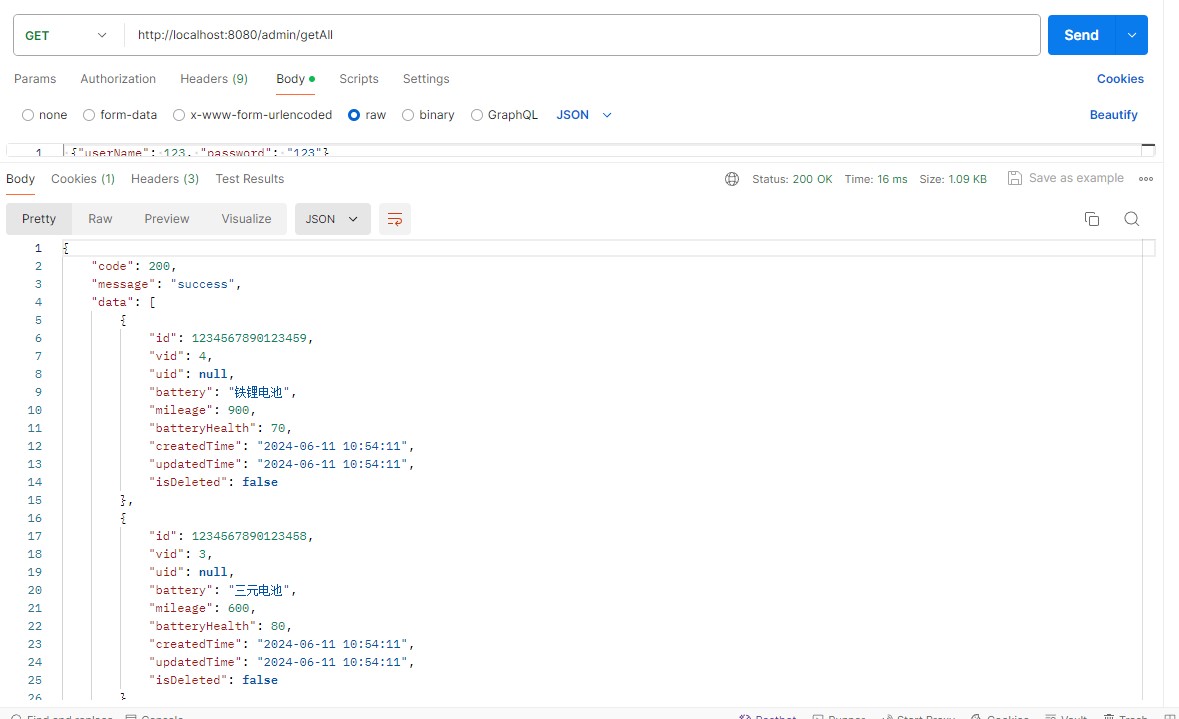 GET http://localhost:8080/admin/getAll Send
Params Authorization Headers (9) Body Scripts Settings Cookies
none form-data x-www-form-urlencoded raw binary GraphQL JSON Beautify
1 {"userName": 123, "password": "123"}
Body Cookies (1) Headers (3) Test Results Status: 200 OK Time: 16 ms Size: 1.09 KB Save as example
Pretty Raw Preview Visualize JSON
1 {
2 "code": 200,
3 "message": "success",
4 "data": [
5 {
6 "id": 1234567890123459,
7 "vid": 4,
8 "uid": null,
9 "battery": "铁锂电池",
10 "mileage": 900,
11 "batteryHealth": 70,
12 "createdTime": "2024-06-11 10:54:11",
13 "updatedTime": "2024-06-11 10:54:11",
14 "isDeleted": false
15 },
16 {
17 "id": 1234567890123458,
18 "vid": 3,
19 "uid": null,
20 "battery": "三元电池",
21 "mileage": 600,
22 "batteryHealth": 80,
23 "createdTime": "2024-06-11 10:54:11",
24 "updatedTime": "2024-06-11 10:54:11",
25 "isDeleted": false
26 }
Find and replace Console Postbot Runner Start Proxy Cookies Vault Trash